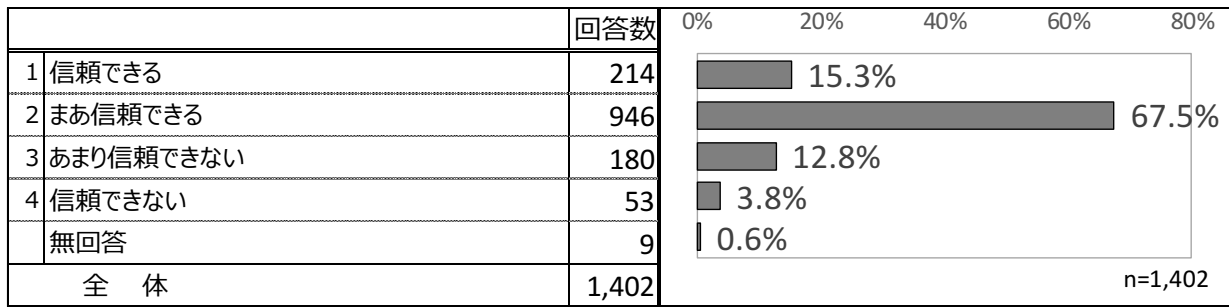 回答数 0% 20% 40% 60% 80%
1 信頼できる 214 15.3%
2 まあ信頼できる 946 67.5%
3 あまり信頼できない 180 12.8%
4 信頼できない 53 3.8%
無回答 9 0.6%
全 体 1,402 n=1,402